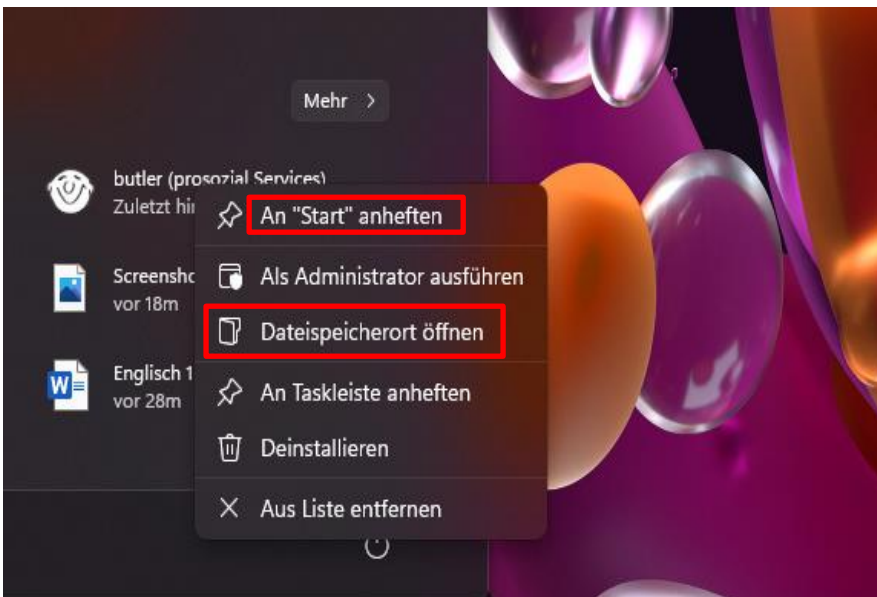 Mehr
butler (prosozial Services)
Zuletzt
An "Start" anheften
Als Administrator ausführen
Screensho
vor 18m
Dateispeicherort öffnen
Englisch 1
vor 28m
An Taskleiste anheften
Deinstallieren
Aus Liste entfernen